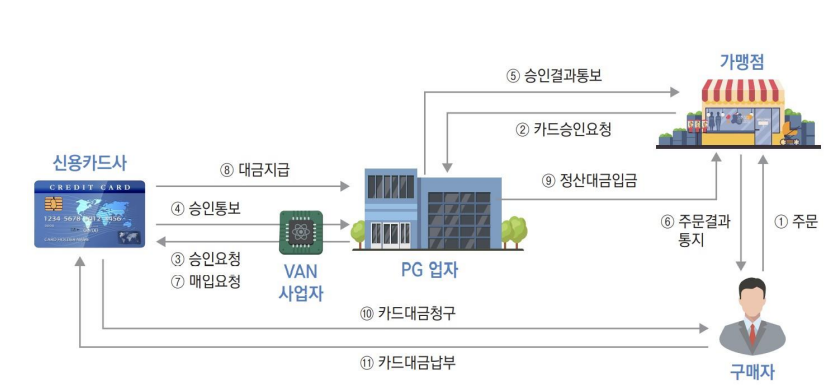 가맹점
⑤ 승인결과통보
② 카드승인요청
신용카드사
⑧ 대금지급
CREDIT CARD
⑨ 정산대금입금
④ 승인통보
1234 5678 9012 3456
⑥ 주문결과
통지
① 주문
③ 승인요청
⑦ 매입요청
VAN
사업자
PG 업자
⑩ 카드대금청구
⑪ 카드대금납부
구매자